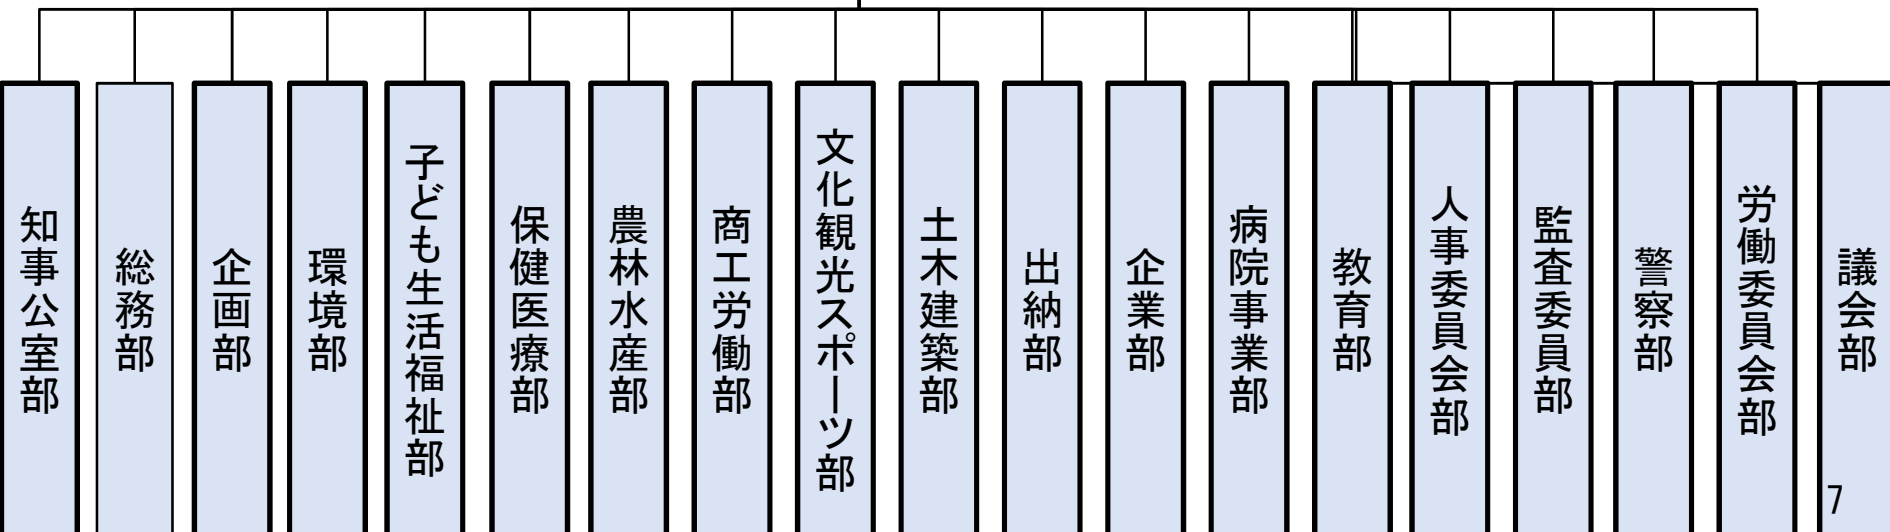 知事公室部
総務部
企画部
環境部
子ども生活福祉部
保健医療部
農林水産部
商工労働部
文化観光スポーツ部
土木建築部
出納部
企業部
病院事業部
教育部
人事委員会部
監査委員部
警察部
労働委員会部
議会部
7